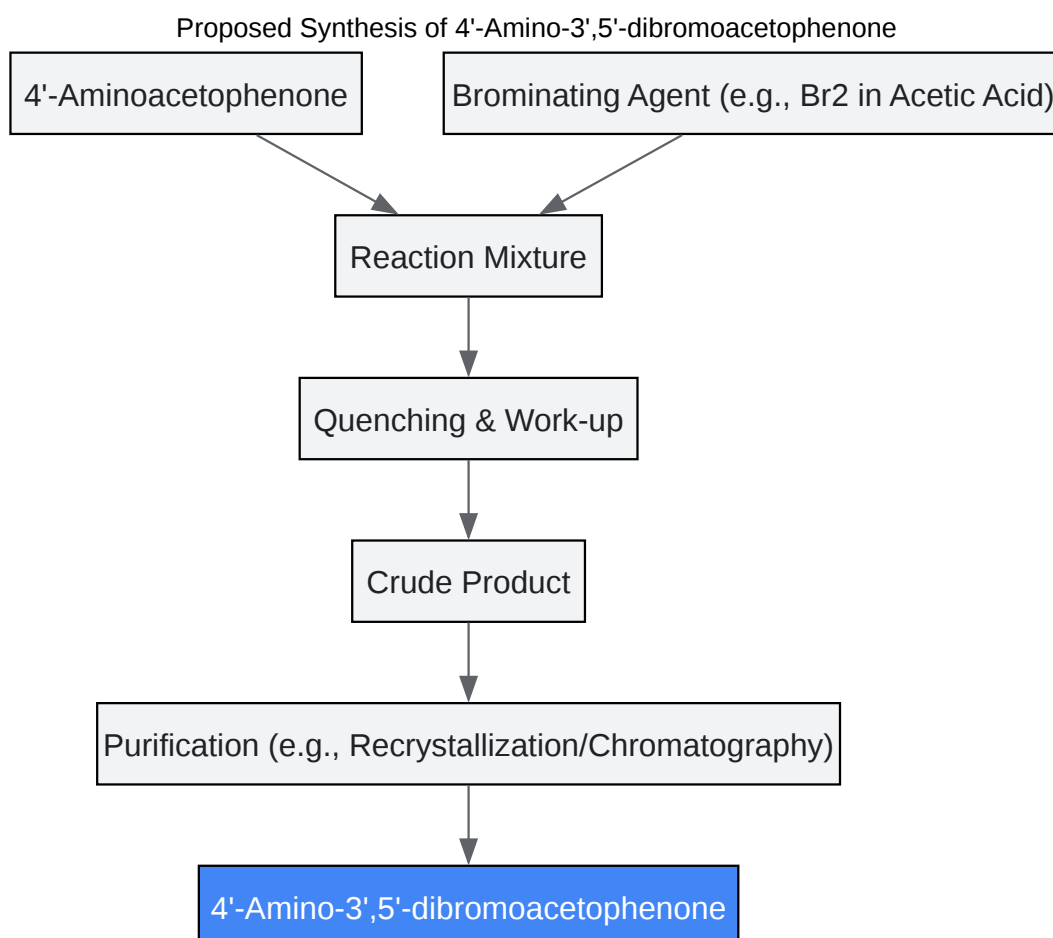 Proposed Synthesis of 4'-Amino-3',5'-dibromoacetophenone
4'-Aminoacetophenone
Brominating Agent (e.g., Br2 in Acetic Acid)
Reaction Mixture
Quenching & Work-up
Crude Product
Purification (e.g., Recrystallization/Chromatography)
4'-Amino-3',5'-dibromoacetophenone